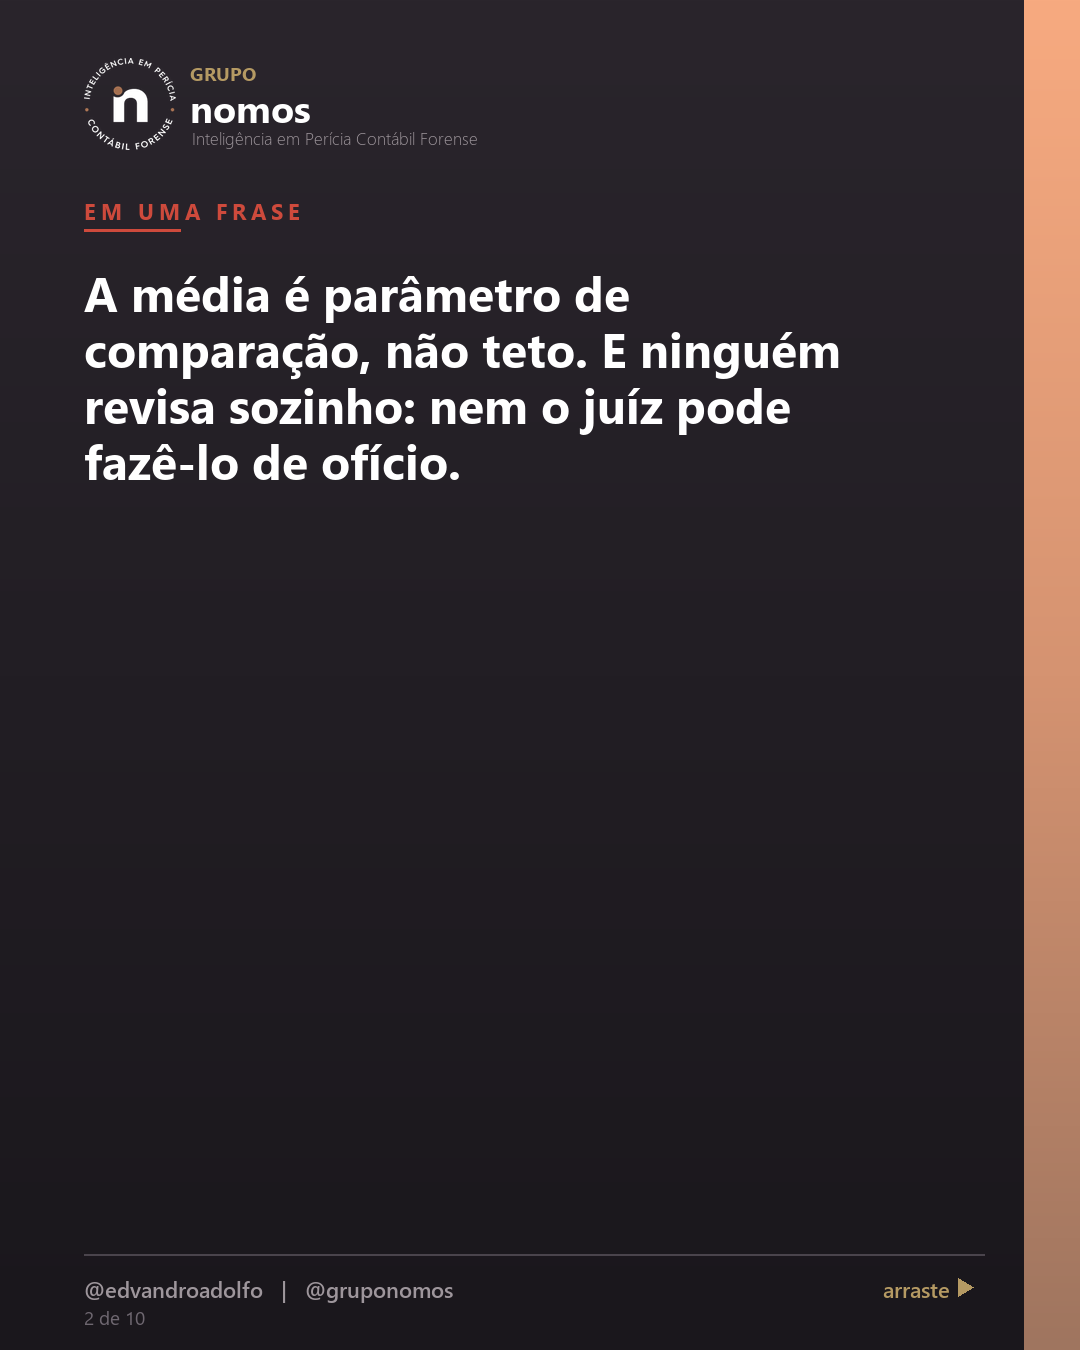 INTELIGÊNCIA EM PERÍCIA
CONTÁBIL FORENSE
in
GRUPO
nomos
Inteligência em Perícia Contábil Forense
EM UMA FRASE
A média é parâmetro de
comparação, não teto. E ninguém
revisa sozinho: nem o juíz pode
fazê-lo de ofício.
@edvandroadolfo | @gruponomos
arraste
2 de 10